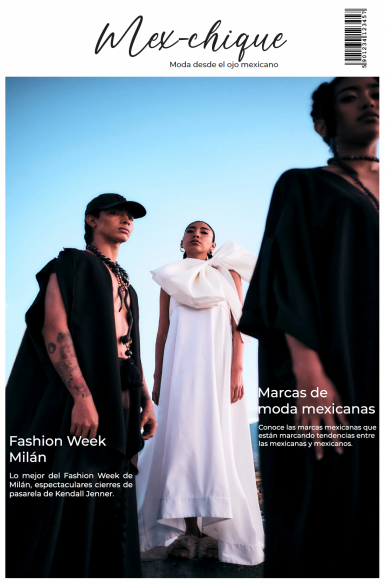 Mex-chique
Moda desde el ojo mexicano
5901234123457
Marcas de
moda mexicanas
Conoce las marcas mexicanas que
están marcando tendencias entre
las mexicanas y mexicanos.
Fashion Week
Milán
Lo mejor del Fashion Week de
Milán, espectaculares cierres de
pasarela de Kendall Jenner.